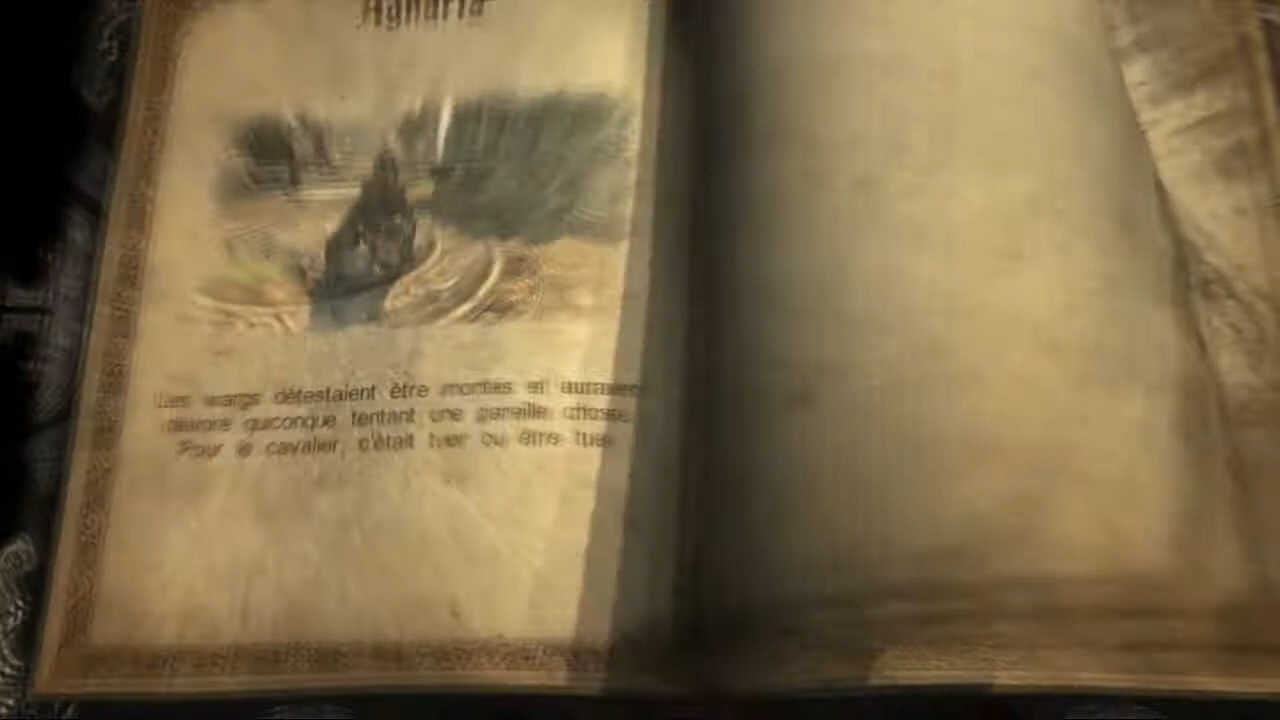 Les wargs détestaient être montés et auraient
dévoré quiconque tentant une pareille chose.
Pour le cavalier, c'était tuer ou être tué.